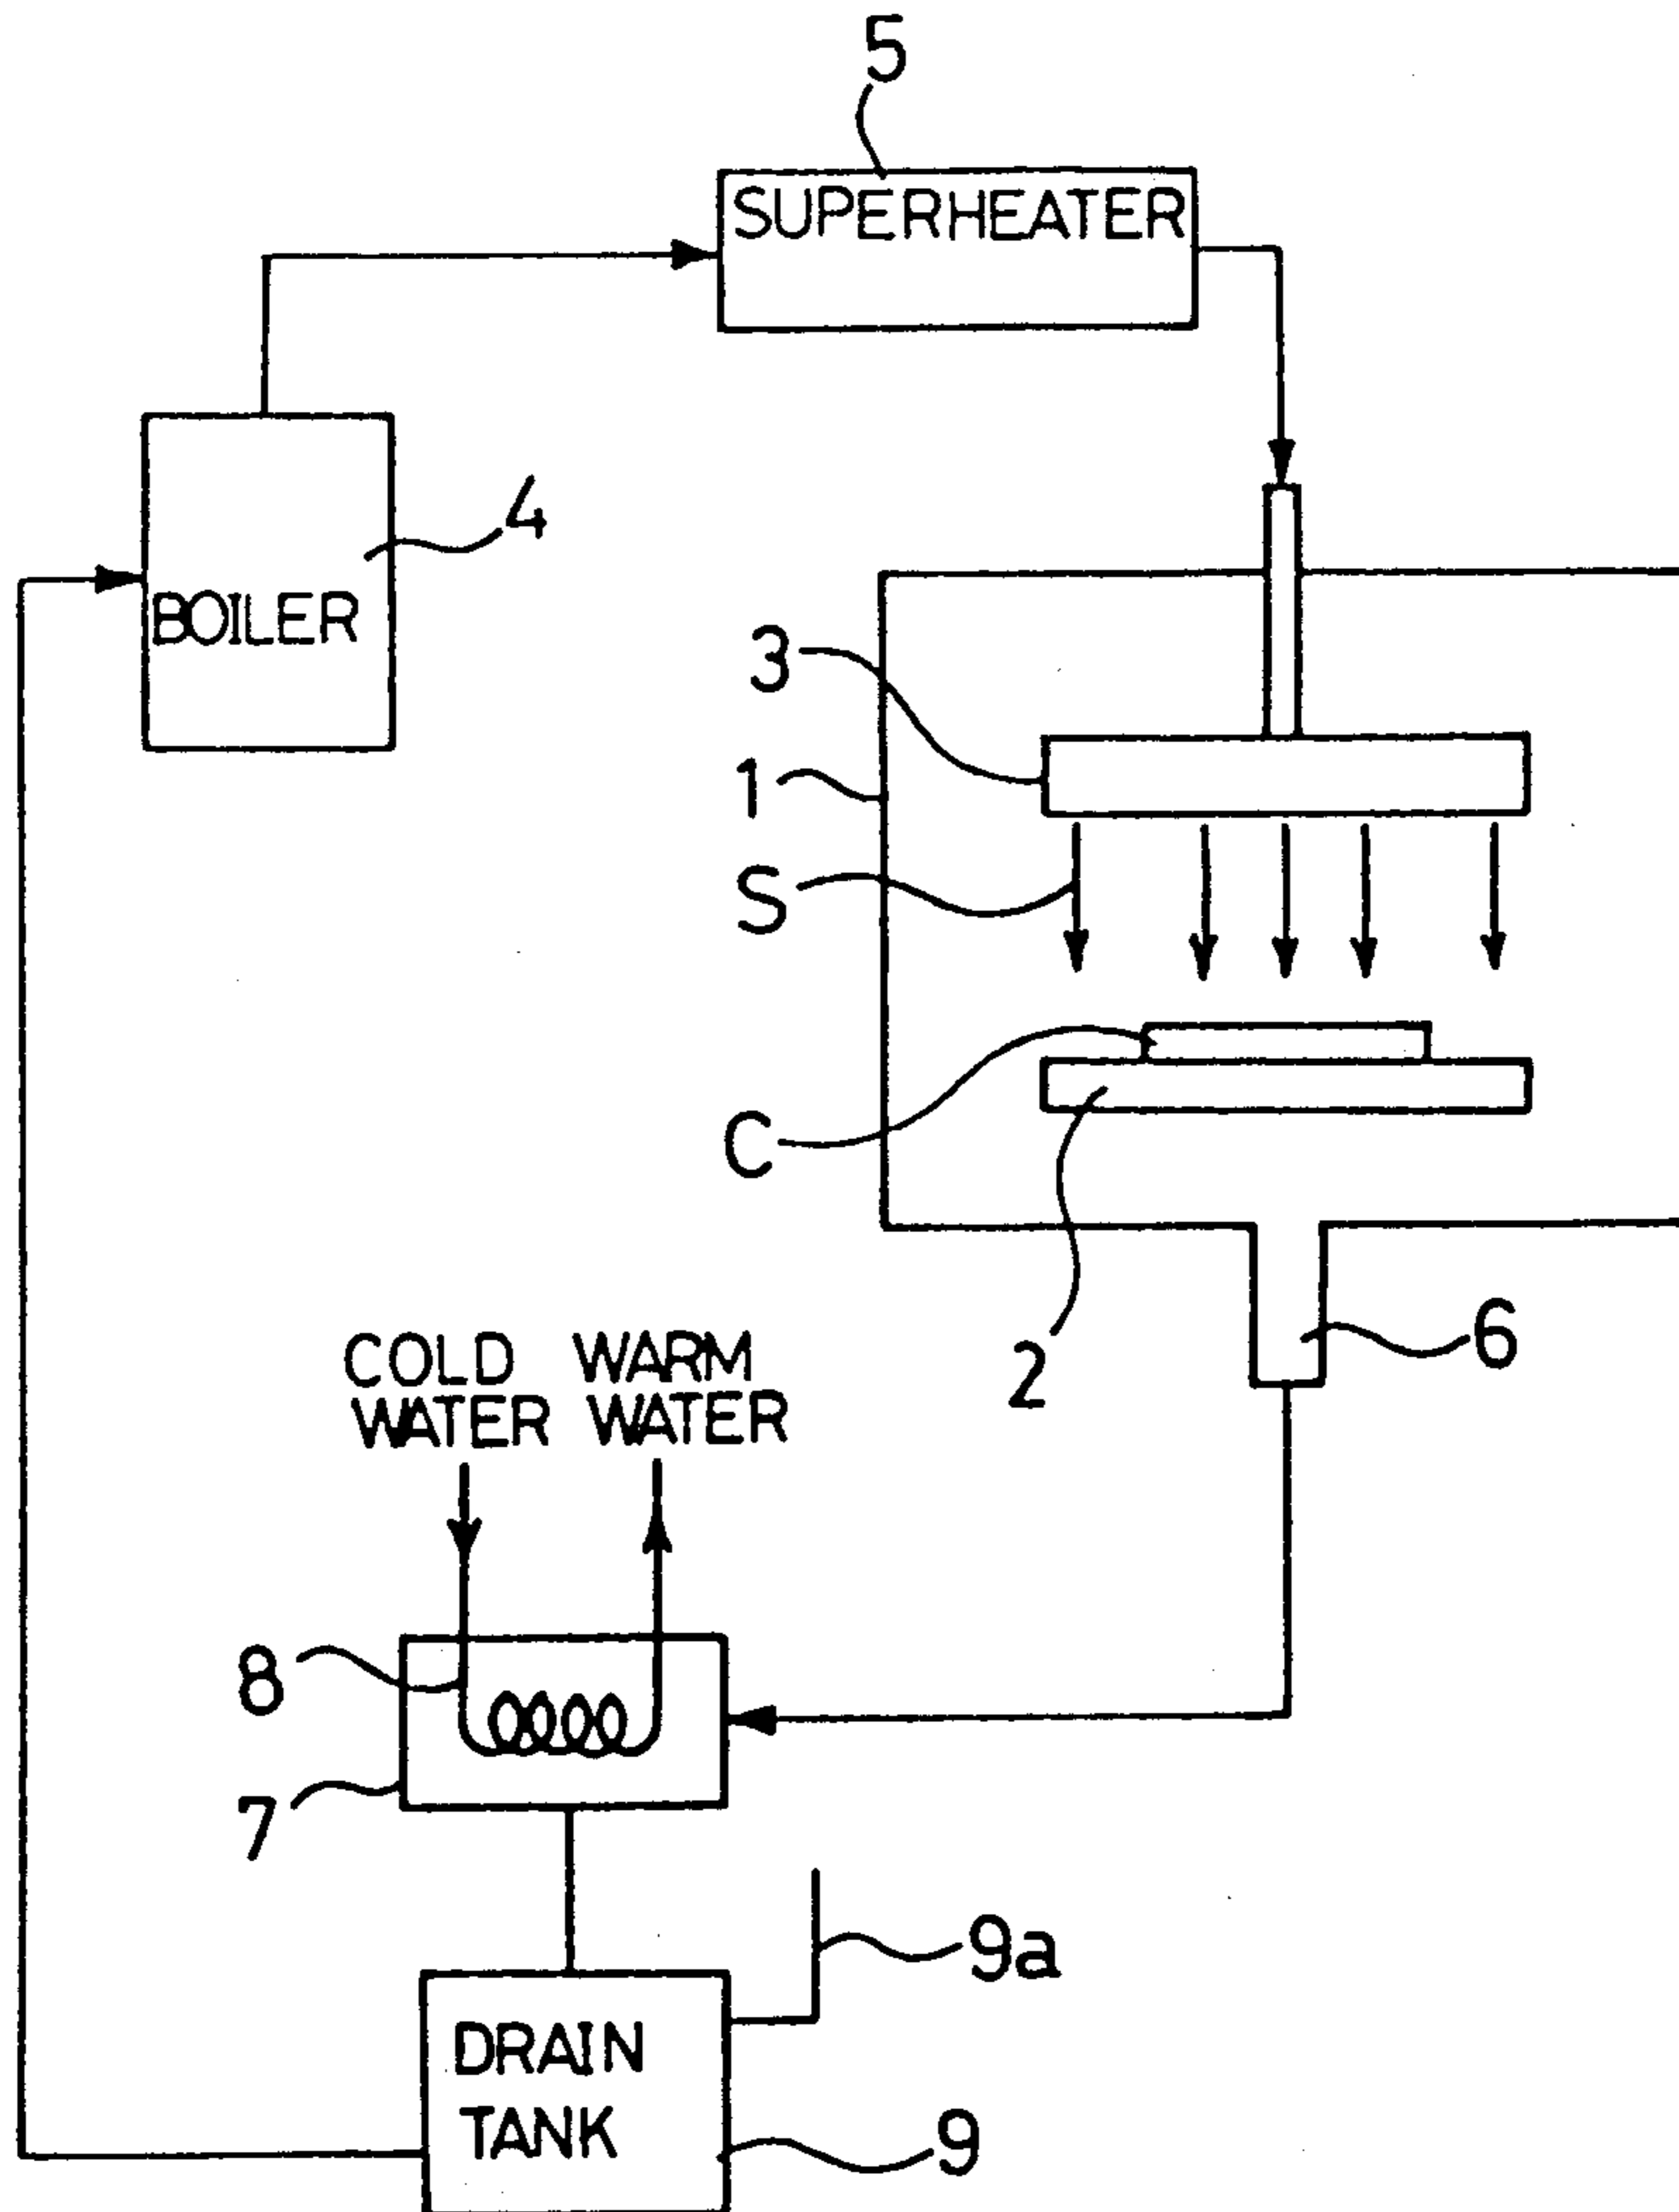 5
SUPERHEATER
4
BOILER
3
1
S
C
2
6
COLD WARM
WATER WATER
8
7
9a
DRAIN
TANK
9